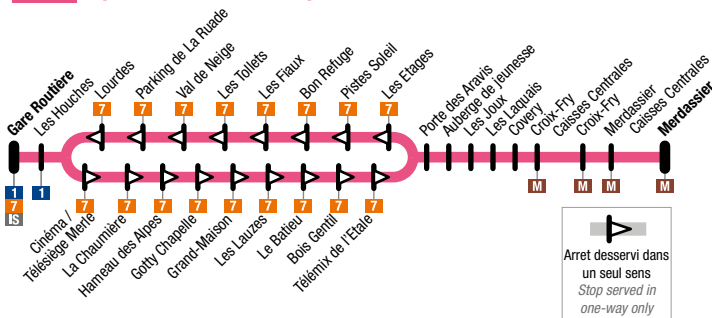 Gare Routière
Les Houches
Lourdes
Parking de La Ruade
Val de Neige
Les Tollets
Les Fiaux
Bon Refuge
Pistes Soleil
Les Etages
Porte des Aravis
Auberge de jeunesse
Les Joux
Les Laquais
Covery
Croix-Fry
Caisses Centrales
Croix-Fry
Merdassier
Caisses Centrales
Merdassier
7 7 7 7 7 7 7 7
1
7
IS
1
7 7 7 7 7 7 7 7
M M M M
Cinéma /
Télésiège Merle
La Chaumière
Hameau des Alpes
Gotty Chapelle
Grand-Maison
Les Lauzes
Le Batieu
Bois Gentil
Télémix de l'Etale
Arret desservi dans
un seul sens
Stop served in
one-way only